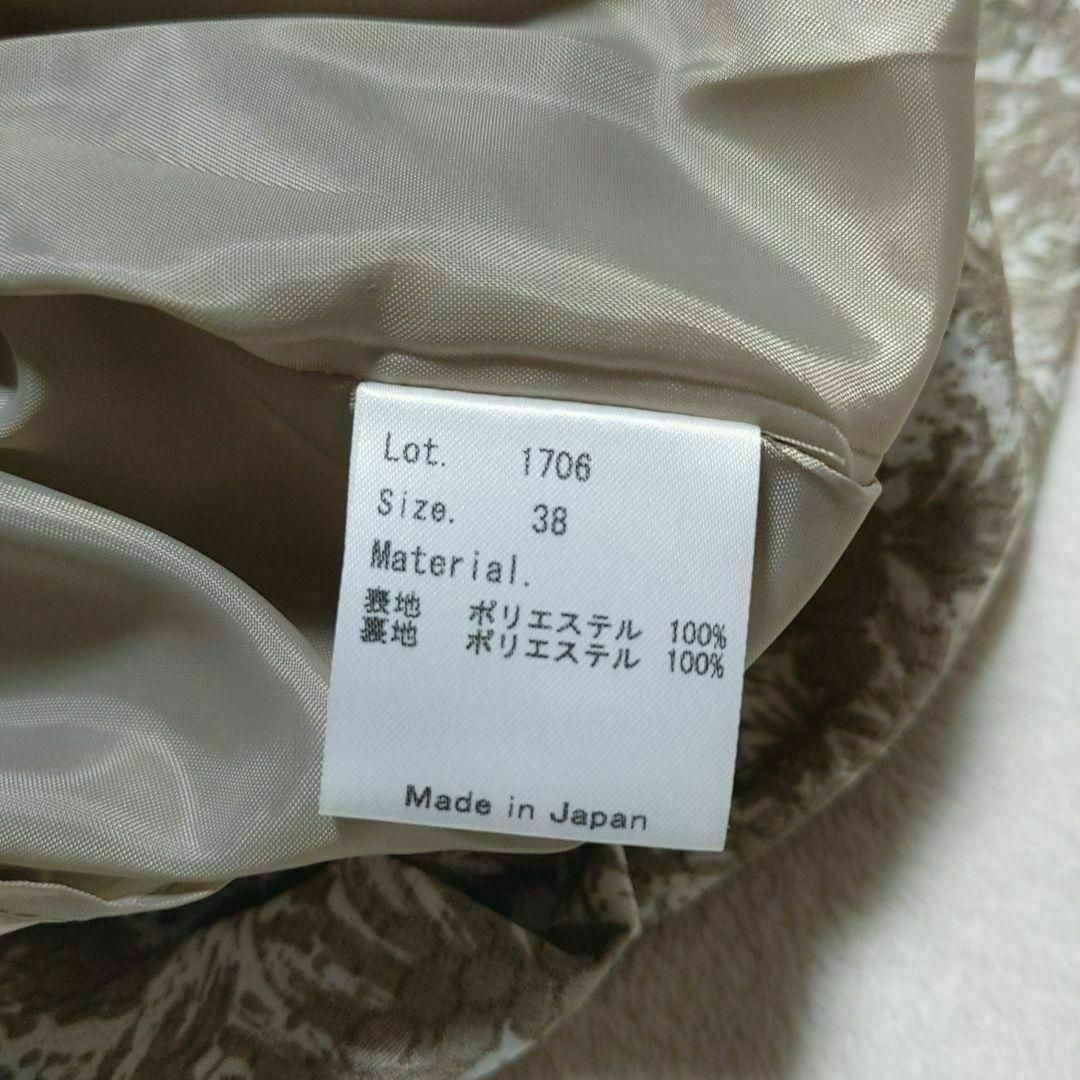 Lot. 1706
Size. 38
Material.
表地 ポリエステル 100%
裏地 ポリエステル 100%
Made in Japan